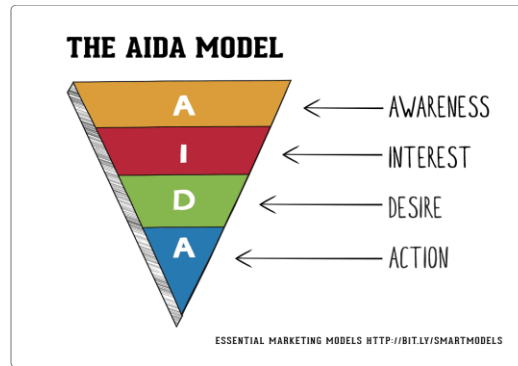 THE AIDA MODEL
A
AWARENESS
I
INTEREST
D
DESIRE
A
ACTION
ESSENTIAL MARKETING MODELS HTTP://BIT.LY/SMARTMODELS